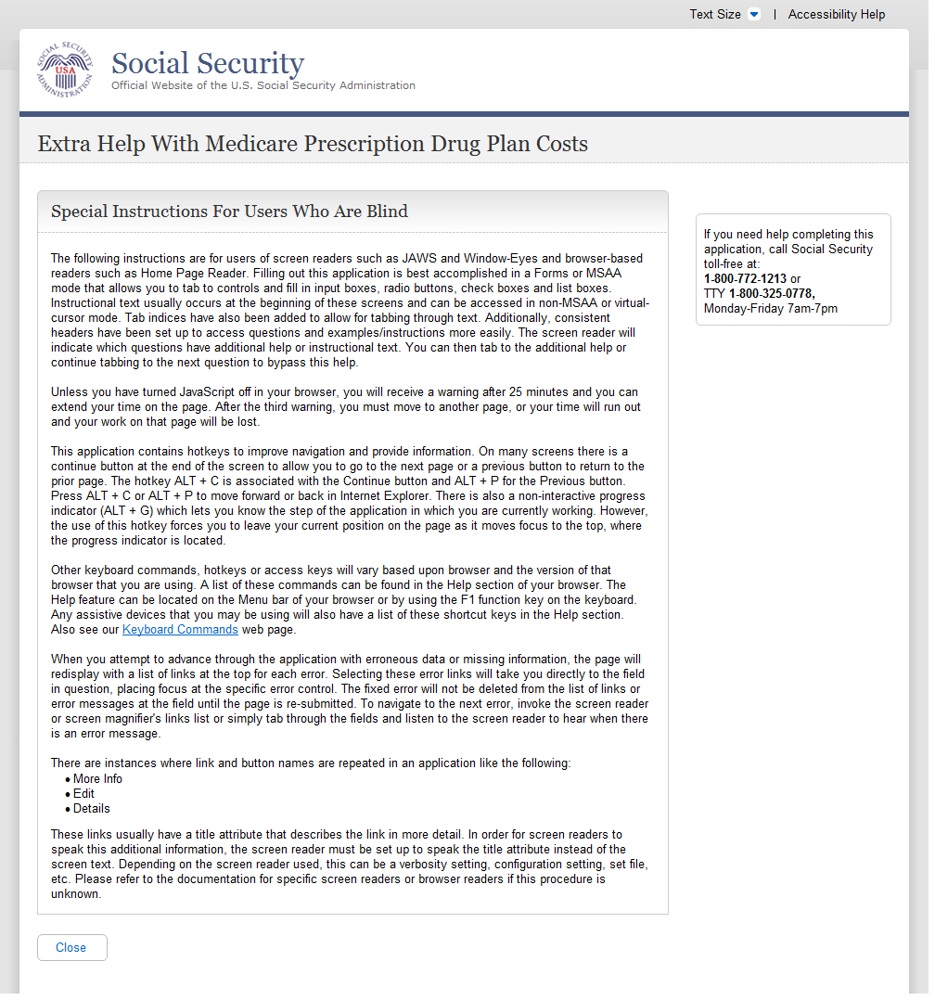 Text Size | Accessibility Help
SOCIAL SECURITY ADMINISTRATION
USA
Social Security
Official Website of the U.S. Social Security Administration
Extra Help With Medicare Prescription Drug Plan Costs
Special Instructions For Users Who Are Blind
The following instructions are for users of screen readers such as JAWS and Window-Eyes and browser-based
readers such as Home Page Reader. Filling out this application is best accomplished in a Forms or MSAA
mode that allows you to tab to controls and fill in input boxes, radio buttons, check boxes and list boxes.
Instructional text usually occurs at the beginning of these screens and can be accessed in non-MSAA or virtual-
cursor mode. Tab indices have also been added to allow for tabbing through text. Additionally, consistent
headers have been set up to access questions and examples/instructions more easily. The screen reader will
indicate which questions have additional help or instructional text. You can then tab to the additional help or
continue tabbing to the next question to bypass this help.
Unless you have turned JavaScript off in your browser, you will receive a warning after 25 minutes and you can
extend your time on the page. After the third warning, you must move to another page, or your time will run out
and your work on that page will be lost.
This application contains hotkeys to improve navigation and provide information. On many screens there is a
continue button at the end of the screen to allow you to go to the next page or a previous button to return to the
prior page. The hotkey ALT + C is associated with the Continue button and ALT + P for the Previous button.
Press ALT + C or ALT + P to move forward or back in Internet Explorer. There is also a non-interactive progress
indicator (ALT + G) which lets you know the step of the application in which you are currently working. However,
the use of this hotkey forces you to leave your current position on the page as it moves focus to the top, where
the progress indicator is located.
Other keyboard commands, hotkeys or access keys will vary based upon browser and the version of that
browser that you are using. A list of these commands can be found in the Help section of your browser. The
Help feature can be located on the Menu bar of your browser or by using the F1 function key on the keyboard.
Any assistive devices that you may be using will also have a list of these shortcut keys in the Help section.
Also see our Keyboard Commands web page.
When you attempt to advance through the application with erroneous data or missing information, the page will
redisplay with a list of links at the top for each error. Selecting these error links will take you directly to the field
in question, placing focus at the specific error control. The fixed error will not be deleted from the list of links or
error messages at the field until the page is re-submitted. To navigate to the next error, invoke the screen reader
or screen magnifier's links list or simply tab through the fields and listen to the screen reader to hear when there
is an error message.
There are instances where link and button names are repeated in an application like the following:
• More Info
• Edit
• Details
These links usually have a title attribute that describes the link in more detail. In order for screen readers to
speak this additional information, the screen reader must be set up to speak the title attribute instead of the
screen text. Depending on the screen reader used, this can be a verbosity setting, configuration setting, set file,
etc. Please refer to the documentation for specific screen readers or browser readers if this procedure is
unknown.
If you need help completing this
application, call Social Security
toll-free at:
1-800-772-1213 or
TTY 1-800-325-0778,
Monday-Friday 7am-7pm
Close